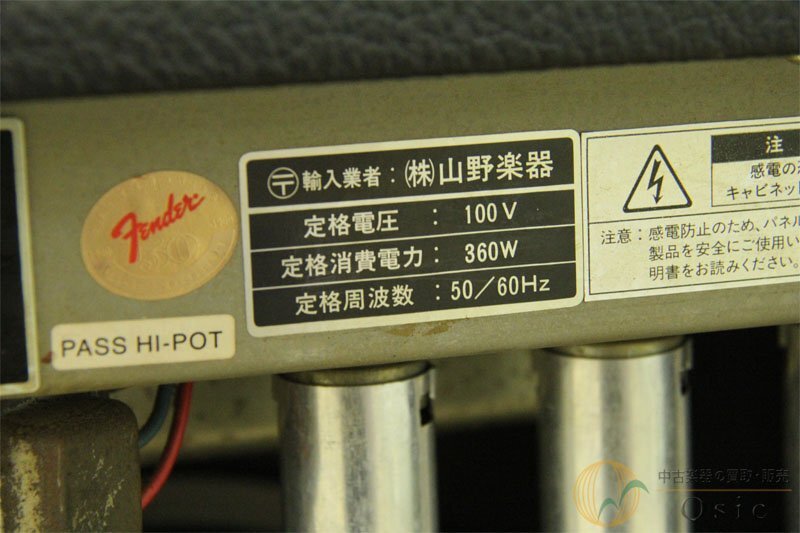 Fender
50
PASS HI-POT
〒 輸入業者 : (株)山野楽器
定格電圧 : 100V
定格消費電力 : 360W
定格周波数 : 50/60Hz
注
感電の
キャビネッ
注意 : 感電防止のため、パネル
製品を安全にご使用い
明書をお読みください。
中古楽器の買取・販売
Qsic